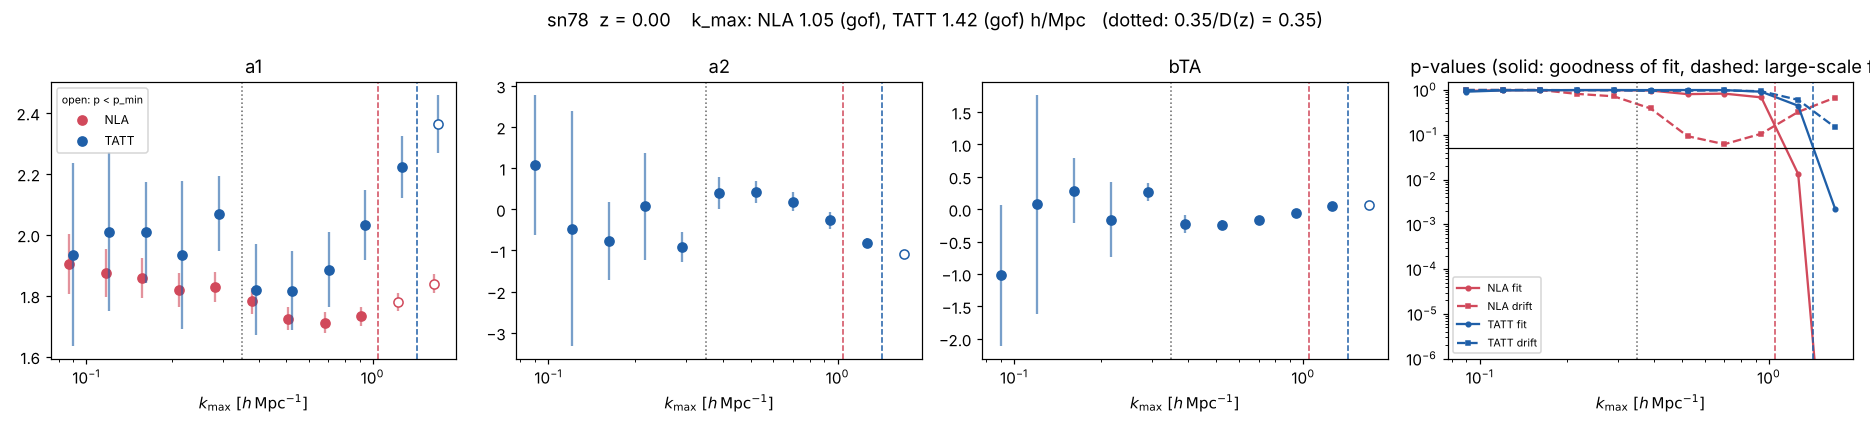 sn78 z = 0.00 k_max: NLA 1.05 (gof), TATT 1.42 (gof) h/Mpc (dotted: 0.35/D(z) = 0.35)
a1
open: p < p_min
NLA
TATT
2.4
2.2
2.0
1.8
1.6
10⁻¹
10⁰
k_max [h Mpc⁻¹]
a2
3
2
1
0
−1
−2
−3
10⁻¹
10⁰
k_max [h Mpc⁻¹]
bTA
1.5
1.0
0.5
0.0
−0.5
−1.0
−1.5
−2.0
10⁻¹
10⁰
k_max [h Mpc⁻¹]
p-values (solid: goodness of fit, dashed: large-scale
10⁰
10⁻¹
10⁻²
10⁻³
10⁻⁴
10⁻⁵
10⁻⁶
NLA fit
NLA drift
TATT fit
TATT drift
10⁻¹
10⁰
k_max [h Mpc⁻¹]